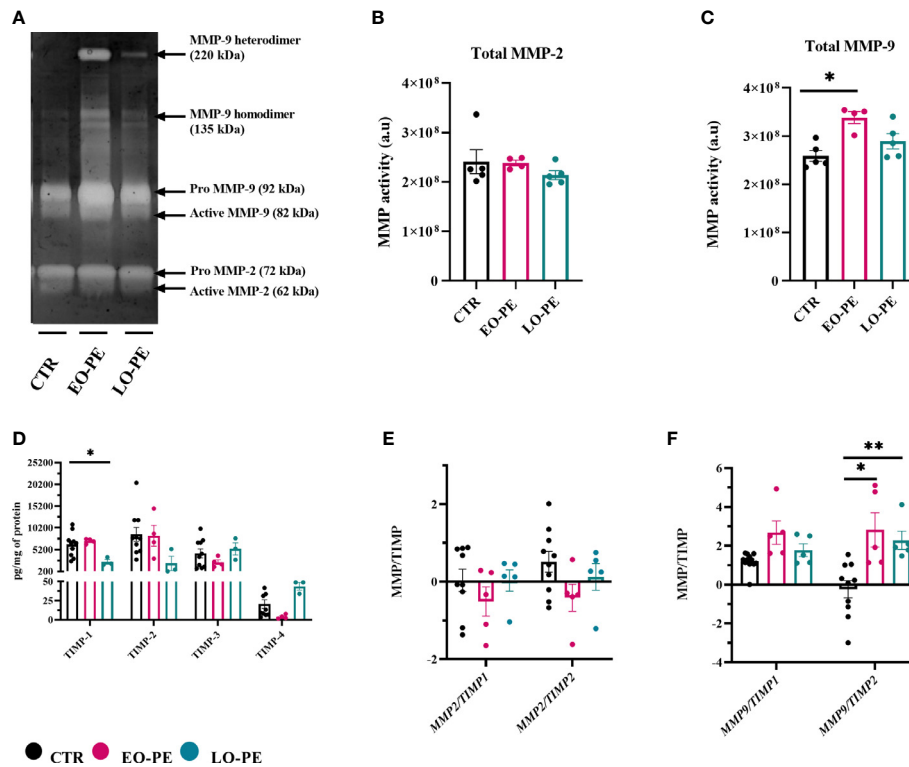 A
MMP-9 heterodimer
(220 kDa)
MMP-9 homodimer
(135 kDa)
Pro MMP-9 (92 kDa)
Active MMP-9 (82 kDa)
Pro MMP-2 (72 kDa)
Active MMP-2 (62 kDa)
CTR
EO-PE
LO-PE
B
Total MMP-2
MMP activity (a.u)
4×10⁸
3×10⁸
2×10⁸
1×10⁸
0
CTR
EO-PE
LO-PE
C
Total MMP-9
*
MMP activity (a.u)
4×10⁸
3×10⁸
2×10⁸
1×10⁸
0
CTR
EO-PE
LO-PE
D
*
pg/mg of protein
25200
20200
15200
10200
5200
200
50
0
TIMP-1
TIMP-2
TIMP-3
TIMP-4
E
MMP/TIMP
2
0
-2
MMP2/TIMP1
MMP2/TIMP2
F
**
*
MMP/TIMP
6
4
2
0
-2
-4
MMP9/TIMP1
MMP9/TIMP2
CTR EO-PE LO-PE